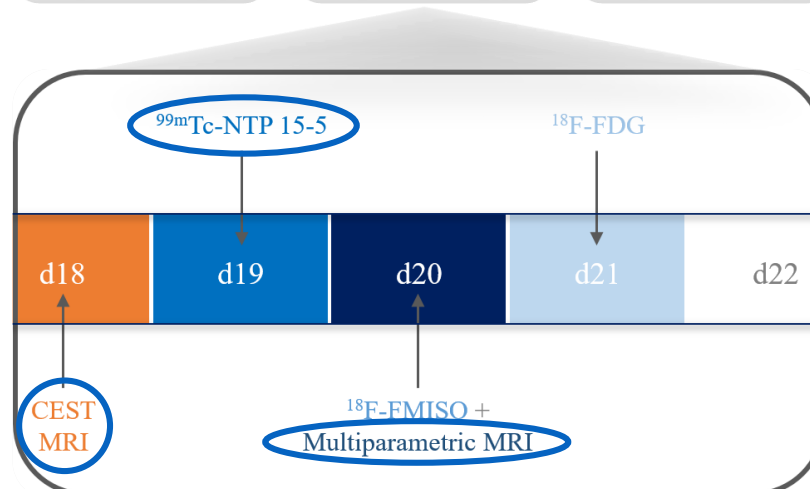 ⁹⁹ᵐTc-NTP 15-5
¹⁸F-FDG
d18
d19
d20
d21
d22
CEST
MRI
¹⁸F-FMISO +
Multiparametric MRI